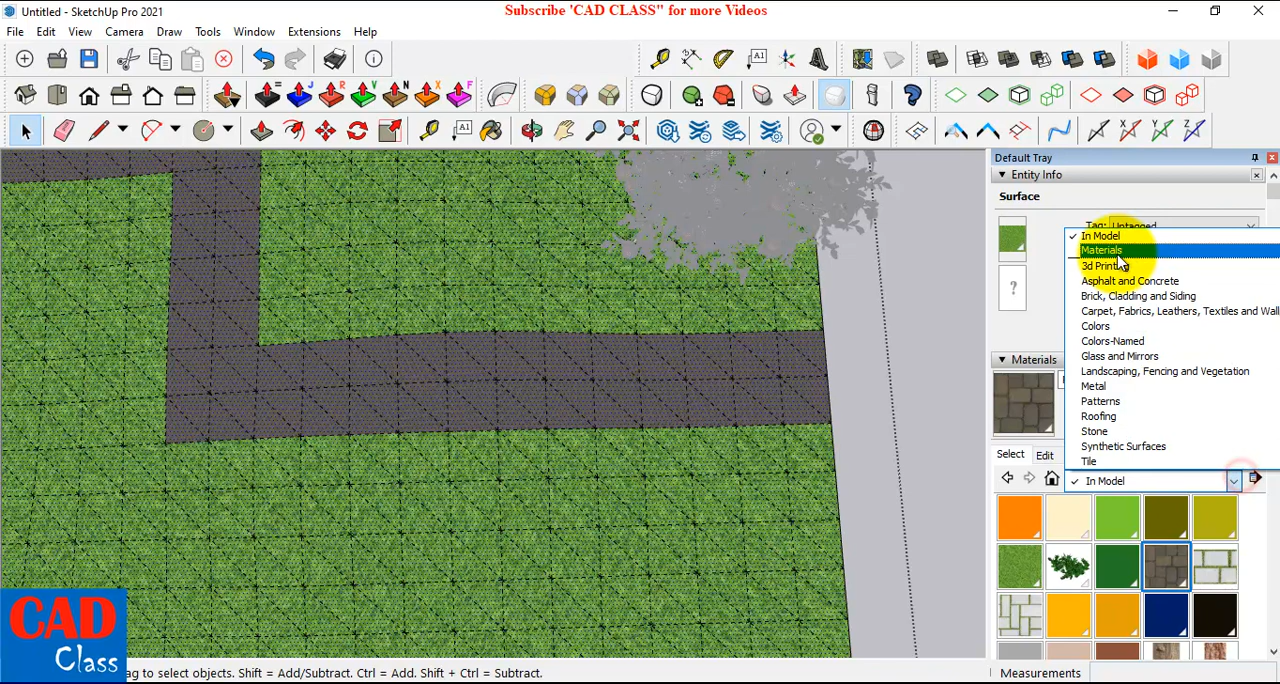 Untitled - SketchUp Pro 2021
Subscribe 'CAD CLASS" for more Videos
File Edit View Camera Draw Tools Window Extensions Help
= J R V N X F
A1
A1
X Y Z
Default Tray
Entity Info
Surface
Tag: Untagged
?
In Model
Materials
3d Printing
Asphalt and Concrete
Brick, Cladding and Siding
Carpet, Fabrics, Leathers, Textiles and Wall
Colors
Colors-Named
Glass and Mirrors
Landscaping, Fencing and Vegetation
Metal
Patterns
Roofing
Stone
Synthetic Surfaces
Tile
Materials
Select Edit
In Model
CAD
Class
ag to select objects. Shift = Add/Subtract. Ctrl = Add. Shift + Ctrl = Subtract.
Measurements